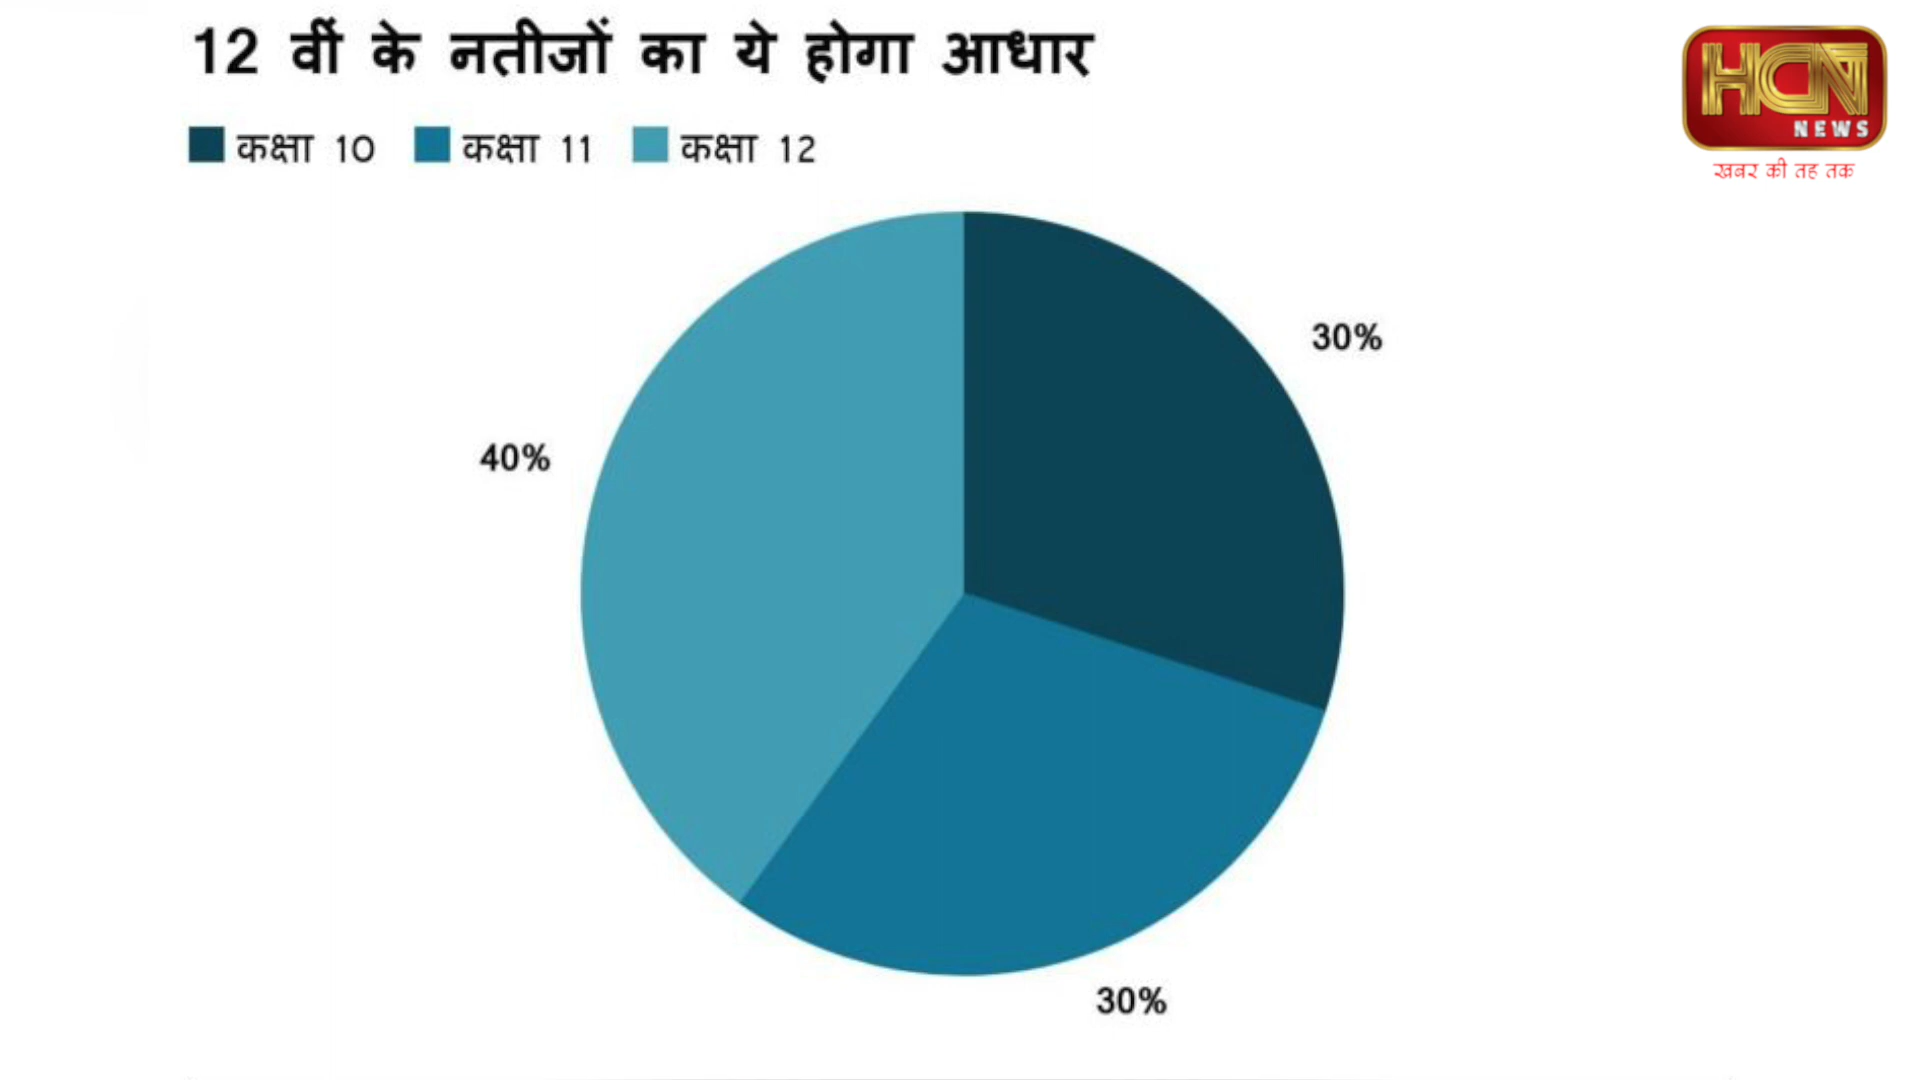 12 वीं के नतीजों का ये होगा आधार
कक्षा 10 कक्षा 11 कक्षा 12
HCN
NEWS
खबर की तह तक
30%
40%
30%